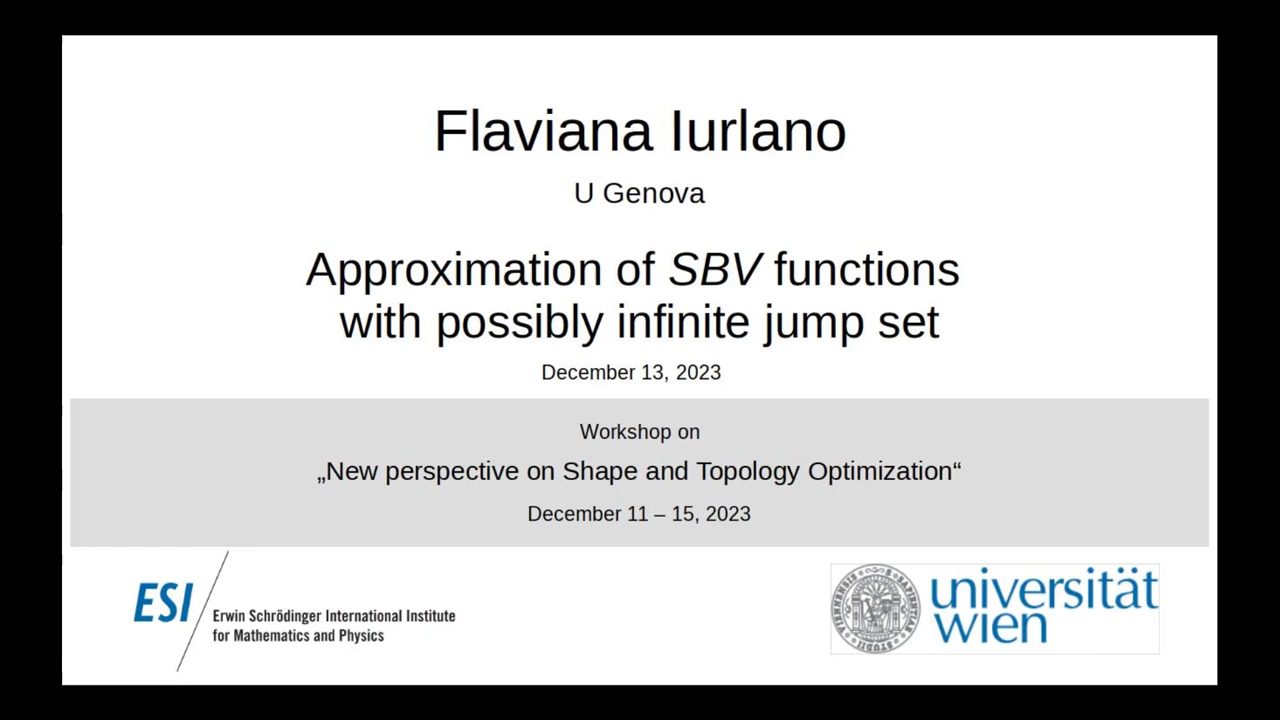 Flaviana Iurlano
U Genova
Approximation of SBV functions
with possibly infinite jump set
December 13, 2023
Workshop on
„New perspective on Shape and Topology Optimization“
December 11 – 15, 2023
ESI
Erwin Schrödinger International Institute
for Mathematics and Physics
universität
wien